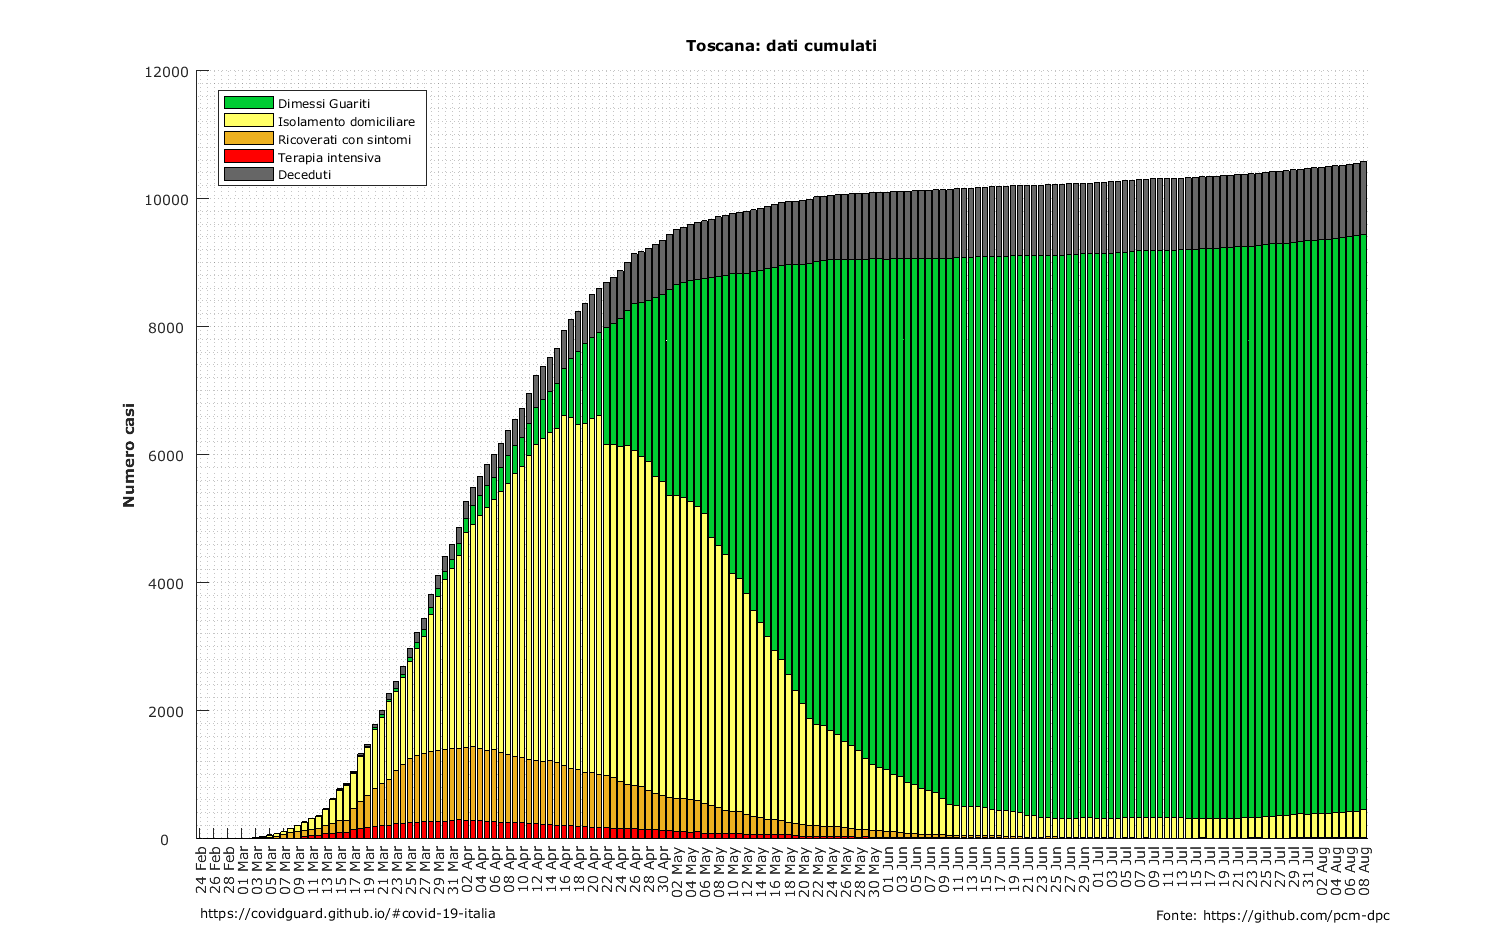 Toscana: dati cumulati
12000
10000
8000
6000
4000
2000
0
Numero casi
Dimessi Guariti
Isolamento domiciliare
Ricoverati con sintomi
Terapia intensiva
Deceduti
24 Feb
26 Feb
28 Feb
01 Mar
03 Mar
05 Mar
07 Mar
09 Mar
11 Mar
13 Mar
15 Mar
17 Mar
19 Mar
21 Mar
23 Mar
25 Mar
27 Mar
29 Mar
31 Mar
02 Apr
04 Apr
06 Apr
08 Apr
10 Apr
12 Apr
14 Apr
16 Apr
18 Apr
20 Apr
22 Apr
24 Apr
26 Apr
28 Apr
30 Apr
02 May
04 May
06 May
08 May
10 May
12 May
14 May
16 May
18 May
20 May
22 May
24 May
26 May
28 May
30 May
01 Jun
03 Jun
05 Jun
07 Jun
09 Jun
11 Jun
13 Jun
15 Jun
17 Jun
19 Jun
21 Jun
23 Jun
25 Jun
27 Jun
29 Jun
01 Jul
03 Jul
05 Jul
07 Jul
09 Jul
11 Jul
13 Jul
15 Jul
17 Jul
19 Jul
21 Jul
23 Jul
25 Jul
27 Jul
29 Jul
31 Jul
02 Aug
04 Aug
06 Aug
08 Aug
https://covidguard.github.io/#covid-19-italia
Fonte: https://github.com/pcm-dpc